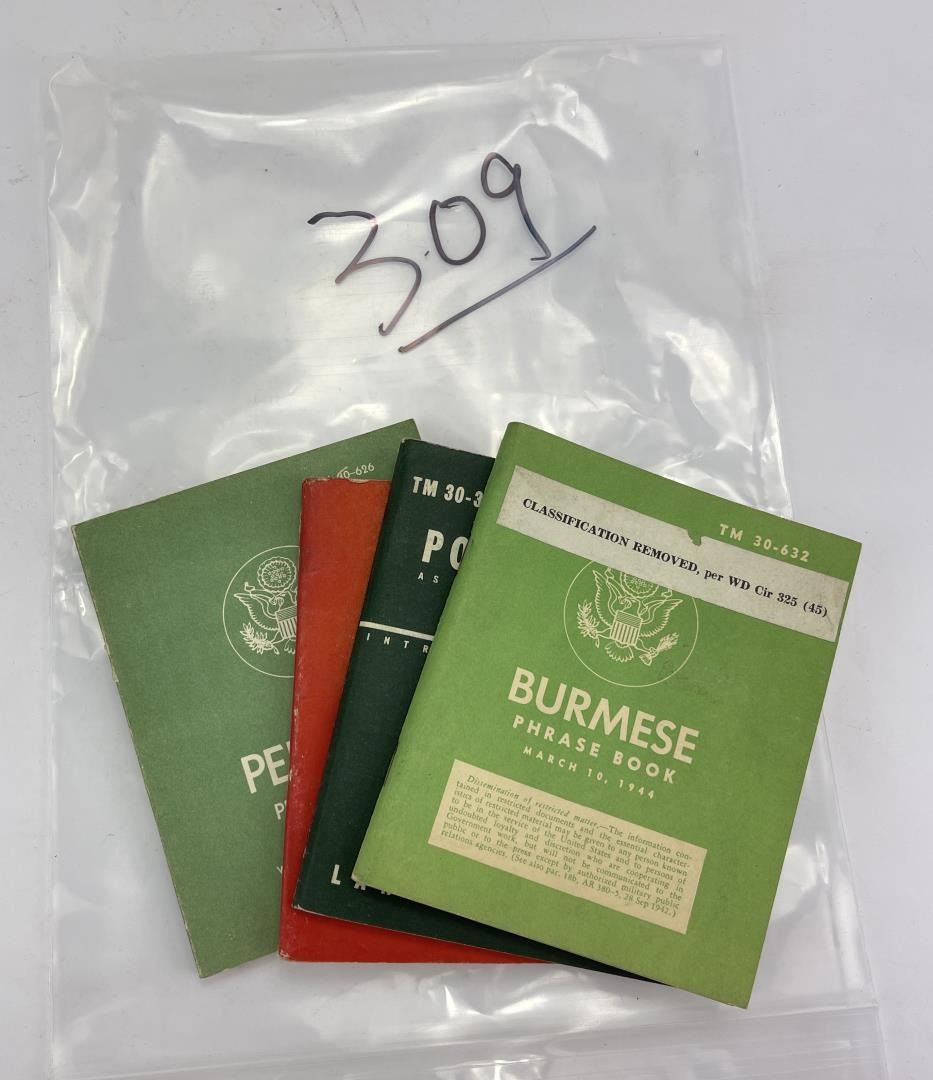 309
40-626
PE
P
TM 30-3
PO
AS
INTR
LA
TM 30-632
CLASSIFICATION REMOVED, per WD Cir 325 (45)
BURMESE
PHRASE BOOK
MARCH 10, 1944
Dissemination of restricted matter.—The information con-
tained in restricted documents and the essential character-
istics of restricted material may be given to any person known
to be in the service of the United States and to persons of
undoubted loyalty and discretion who are cooperating in
Government work, but will not be communicated to the
public or to the press except by authorized military public
relations agencies. (See also par. 18b, AR 380-5, 28 Sep 1942.)